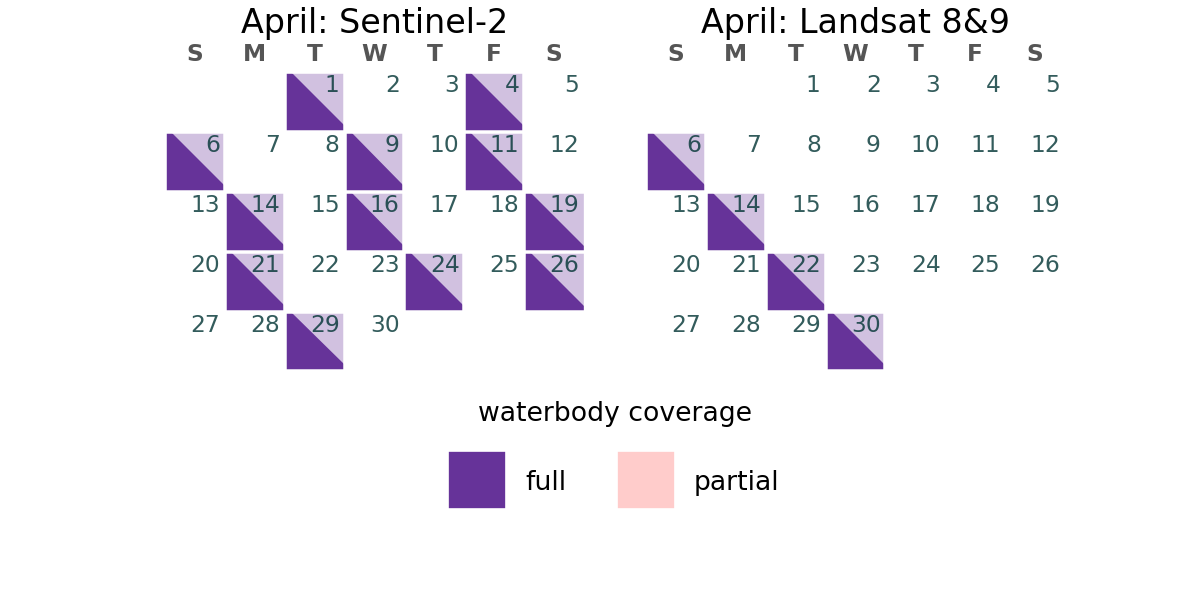 April: Sentinel-2
S M T W T F S
1 2 3 4 5
6 7 8 9 10 11 12
13 14 15 16 17 18 19
20 21 22 23 24 25 26
27 28 29 30
April: Landsat 8&9
S M T W T F S
1 2 3 4 5
6 7 8 9 10 11 12
13 14 15 16 17 18 19
20 21 22 23 24 25 26
27 28 29 30
waterbody coverage
full partial